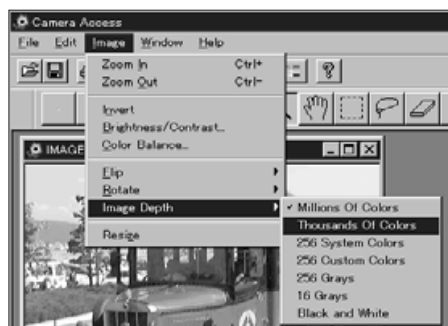 Camera Access
File Edit Image Window Help
Zoom In Ctrl+
Zoom Out Ctrl-
Invert
Brightness/Contrast...
Color Balance...
IMAGE
Flip
Rotate
Image Depth
Resize
✓ Millions Of Colors
Thousands Of Colors
256 System Colors
256 Custom Colors
256 Grays
16 Grays
Black and White